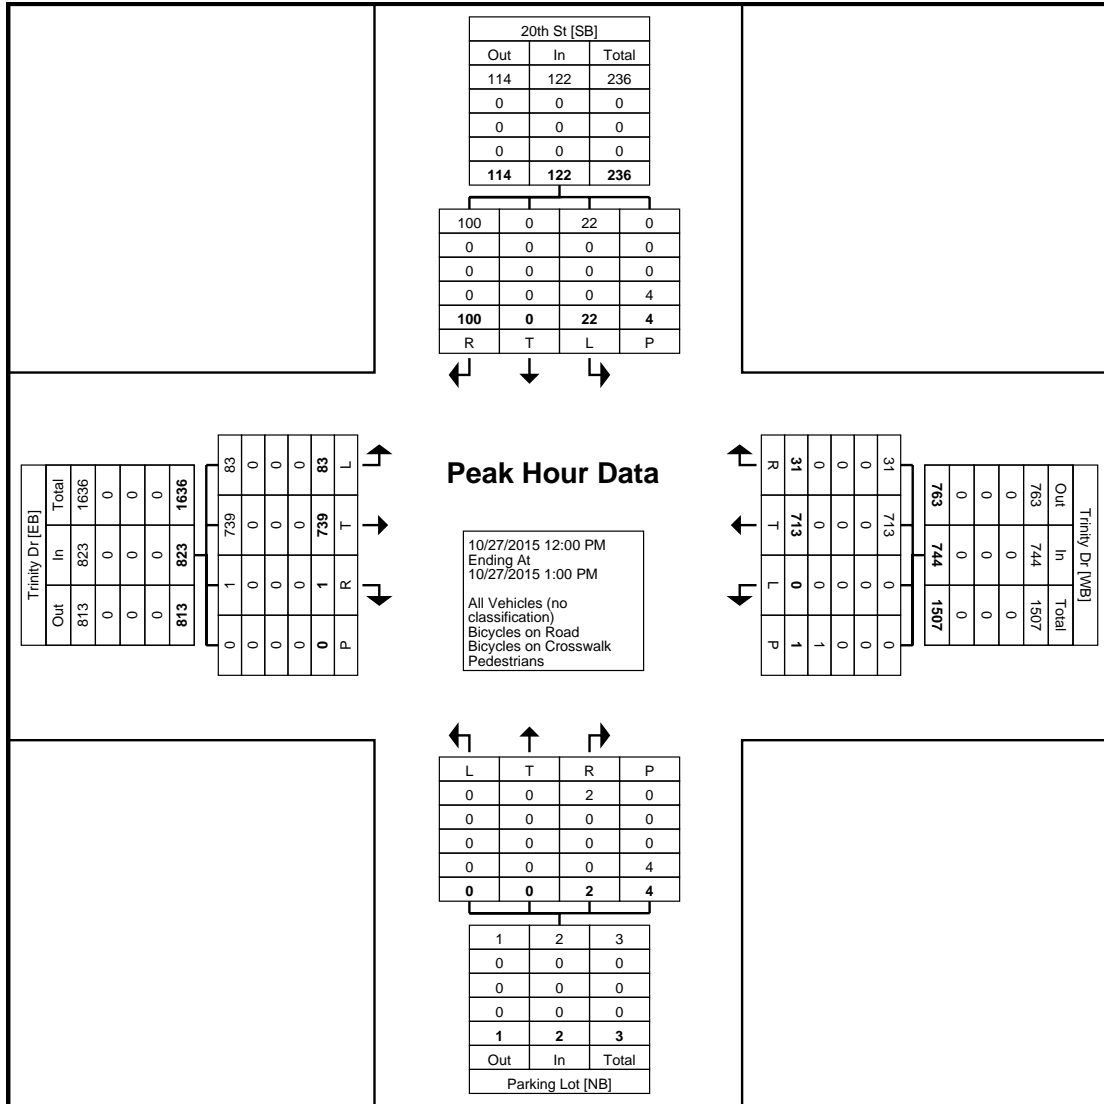 20th St [SB]
Out In Total
114 122 236
0 0 0
0 0 0
0 0 0
114 122 236
100 0 22 0
0 0 0 0
0 0 0 0
0 0 0 4
100 0 22 4
R T L P
Trinity Dr [EB]
Total 1636 0 0 0 1636
In 823 0 0 0 823
Out 813 0 0 0 813
83 0 0 0 83 L
739 0 0 0 739 T
1 0 0 0 1 R
0 0 0 0 0 P
Peak Hour Data
10/27/2015 12:00 PM
Ending At
10/27/2015 1:00 PM
All Vehicles (no
classification)
Bicycles on Road
Bicycles on Crosswalk
Pedestrians
R 31 0 0 0 31
T 713 0 0 0 713
L 0 0 0 0 0
P 1 1 0 0 0
763 0 0 0 763 Out
744 0 0 0 744 In
1507 0 0 0 1507 Total
Trinity Dr [WB]
L T R P
0 0 2 0
0 0 0 0
0 0 0 0
0 0 0 4
0 0 2 4
1 2 3
0 0 0
0 0 0
0 0 0
1 2 3
Out In Total
Parking Lot [NB]